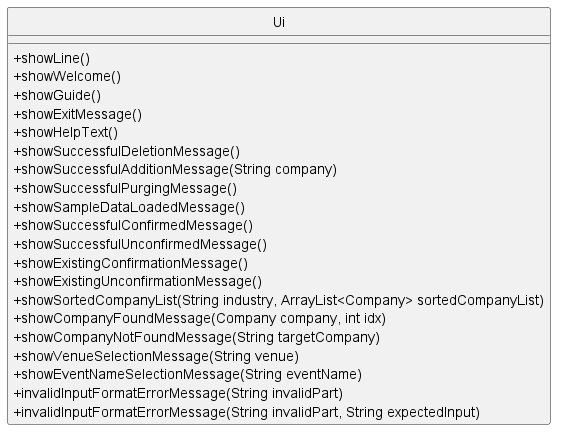 Ui
+showLine()
+showWelcome()
+showGuide()
+showExitMessage()
+showHelpText()
+showSuccessfulDeletionMessage()
+showSuccessfulAdditionMessage(String company)
+showSuccessfulPurgingMessage()
+showSampleDataLoadedMessage()
+showSuccessfulConfirmedMessage()
+showSuccessfulUnconfirmedMessage()
+showExistingConfirmationMessage()
+showExistingUnconfirmationMessage()
+showSortedCompanyList(String industry, ArrayList<Company> sortedCompanyList)
+showCompanyFoundMessage(Company company, int idx)
+showCompanyNotFoundMessage(String targetCompany)
+showVenueSelectionMessage(String venue)
+showEventNameSelectionMessage(String eventName)
+invalidInputFormatErrorMessage(String invalidPart)
+invalidInputFormatErrorMessage(String invalidPart, String expectedInput)